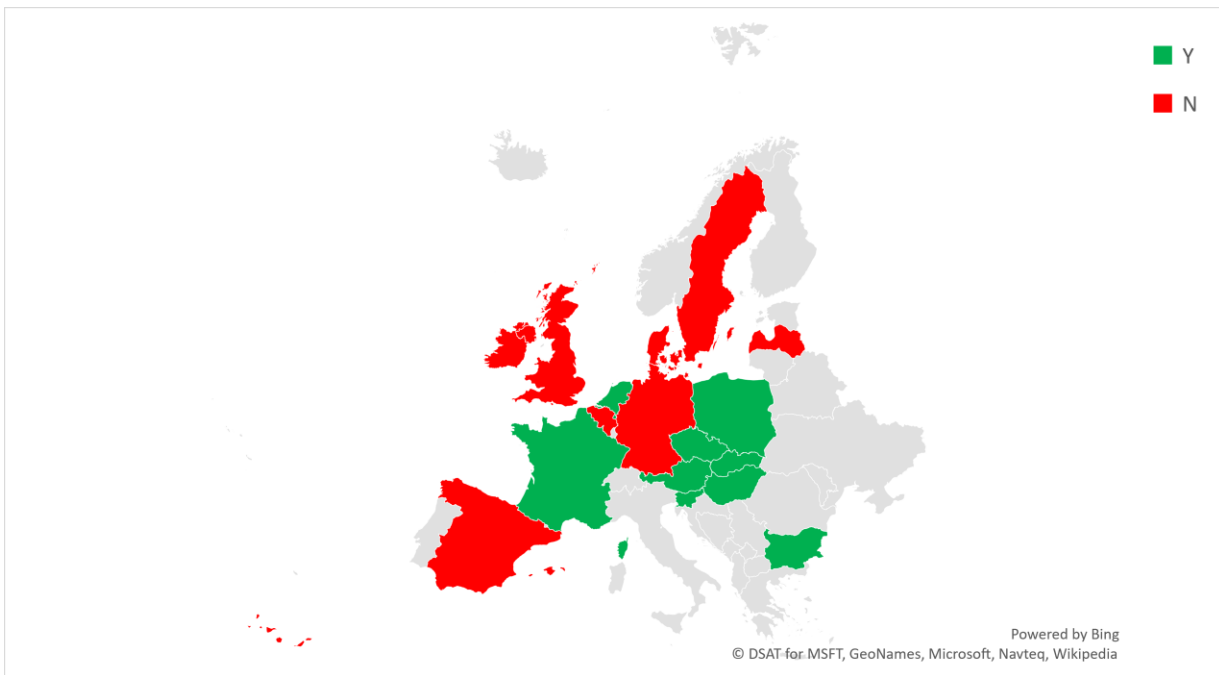 Y
N
Powered by Bing
© DSAT for MSFT, GeoNames, Microsoft, Navteq, Wikipedia